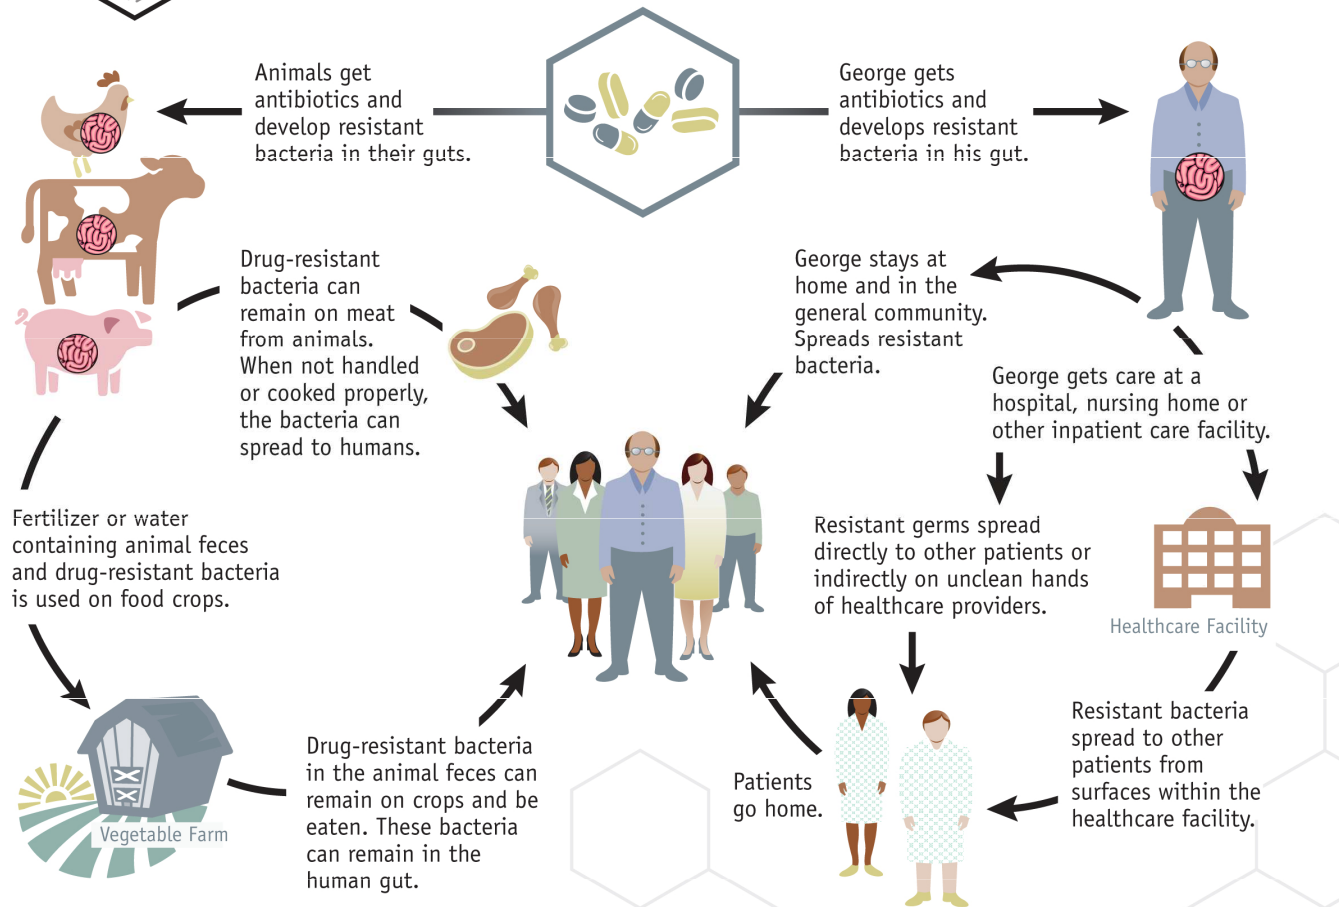 Animals get
antibiotics and
develop resistant
bacteria in their guts.
George gets
antibiotics and
develops resistant
bacteria in his gut.
Drug-resistant
bacteria can
remain on meat
from animals.
When not handled
or cooked properly,
the bacteria can
spread to humans.
George stays at
home and in the
general community.
Spreads resistant
bacteria.
George gets care at a
hospital, nursing home or
other inpatient care facility.
Fertilizer or water
containing animal feces
and drug-resistant bacteria
is used on food crops.
Resistant germs spread
directly to other patients or
indirectly on unclean hands
of healthcare providers.
Healthcare Facility
Vegetable Farm
Drug-resistant bacteria
in the animal feces can
remain on crops and be
eaten. These bacteria
can remain in the
human gut.
Patients
go home.
Resistant bacteria
spread to other
patients from
surfaces within the
healthcare facility.